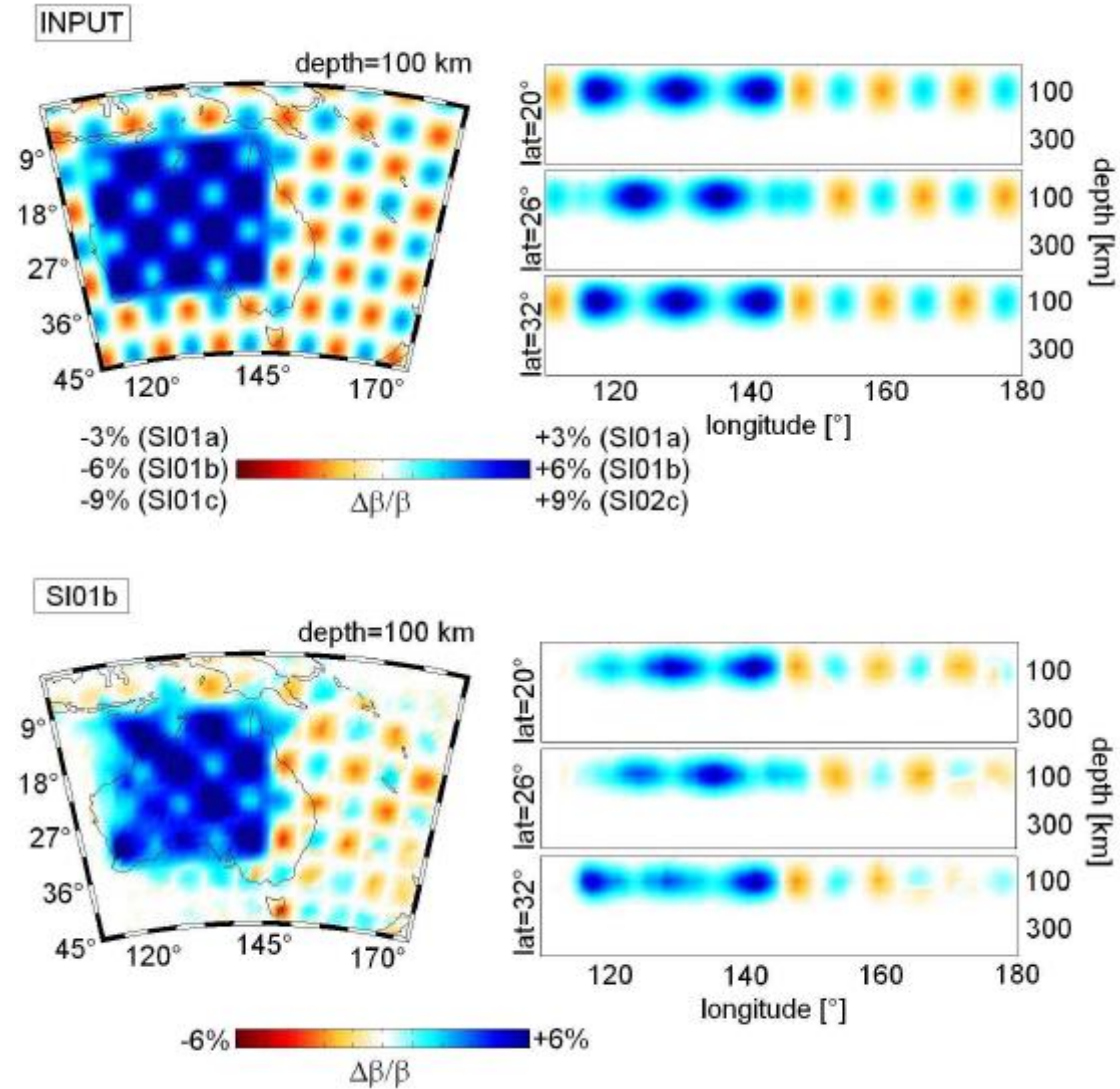 INPUT
depth=100 km
9°
18°
27°
36°
45°
120°
145°
170°
lat=20°
100
300
lat=26°
100
300
lat=32°
100
300
depth [km]
120
140
160
180
longitude [°]
-3% (SI01a)
+3% (SI01a)
-6% (SI01b)
+6% (SI01b)
-9% (SI01c)
+9% (SI02c)
Δβ/β
SI01b
depth=100 km
9°
18°
27°
36°
45°
120°
145°
170°
lat=20°
100
300
lat=26°
100
300
lat=32°
100
300
depth [km]
120
140
160
180
longitude [°]
-6%
+6%
Δβ/β